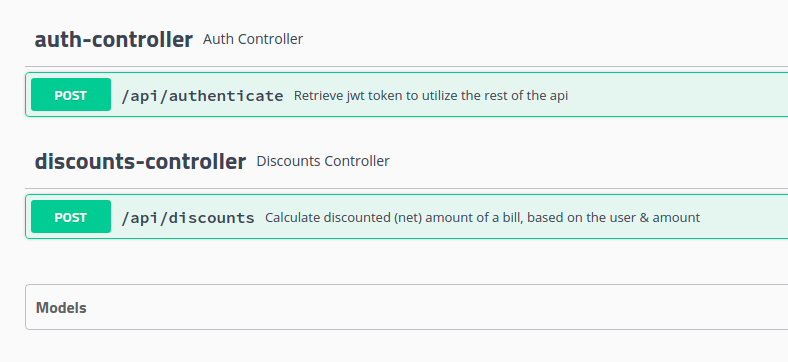 auth-controller Auth Controller
POST /api/authenticate Retrieve jwt token to utilize the rest of the api
discounts-controller Discounts Controller
POST /api/discounts Calculate discounted (net) amount of a bill, based on the user & amount
Models